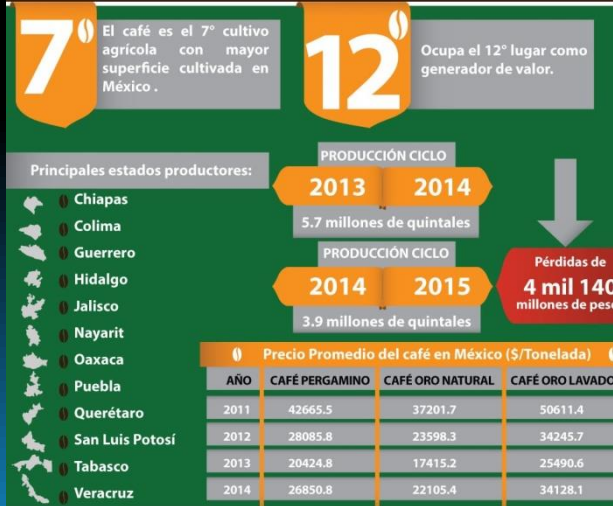 7°
El café es el 7° cultivo
agrícola con mayor
superficie cultivada en
México .
12°
Ocupa el 12° lugar como
generador de valor.
Principales estados productores:
Chiapas
Colima
Guerrero
Hidalgo
Jalisco
Nayarit
Oaxaca
Puebla
Querétaro
San Luis Potosí
Tabasco
Veracruz
PRODUCCIÓN CICLO
2013 2014
5.7 millones de quintales
PRODUCCIÓN CICLO
2014 2015
3.9 millones de quintales
Pérdidas de
4 mil 140
millones de peso
Precio Promedio del café en México ($/Tonelada)
AÑO CAFÉ PERGAMINO CAFÉ ORO NATURAL CAFÉ ORO LAVADO
2011 42665.5 37201.7 50611.4
2012 28085.8 23598.3 34245.7
2013 20424.8 17415.2 25490.6
2014 26850.8 22105.4 34128.1